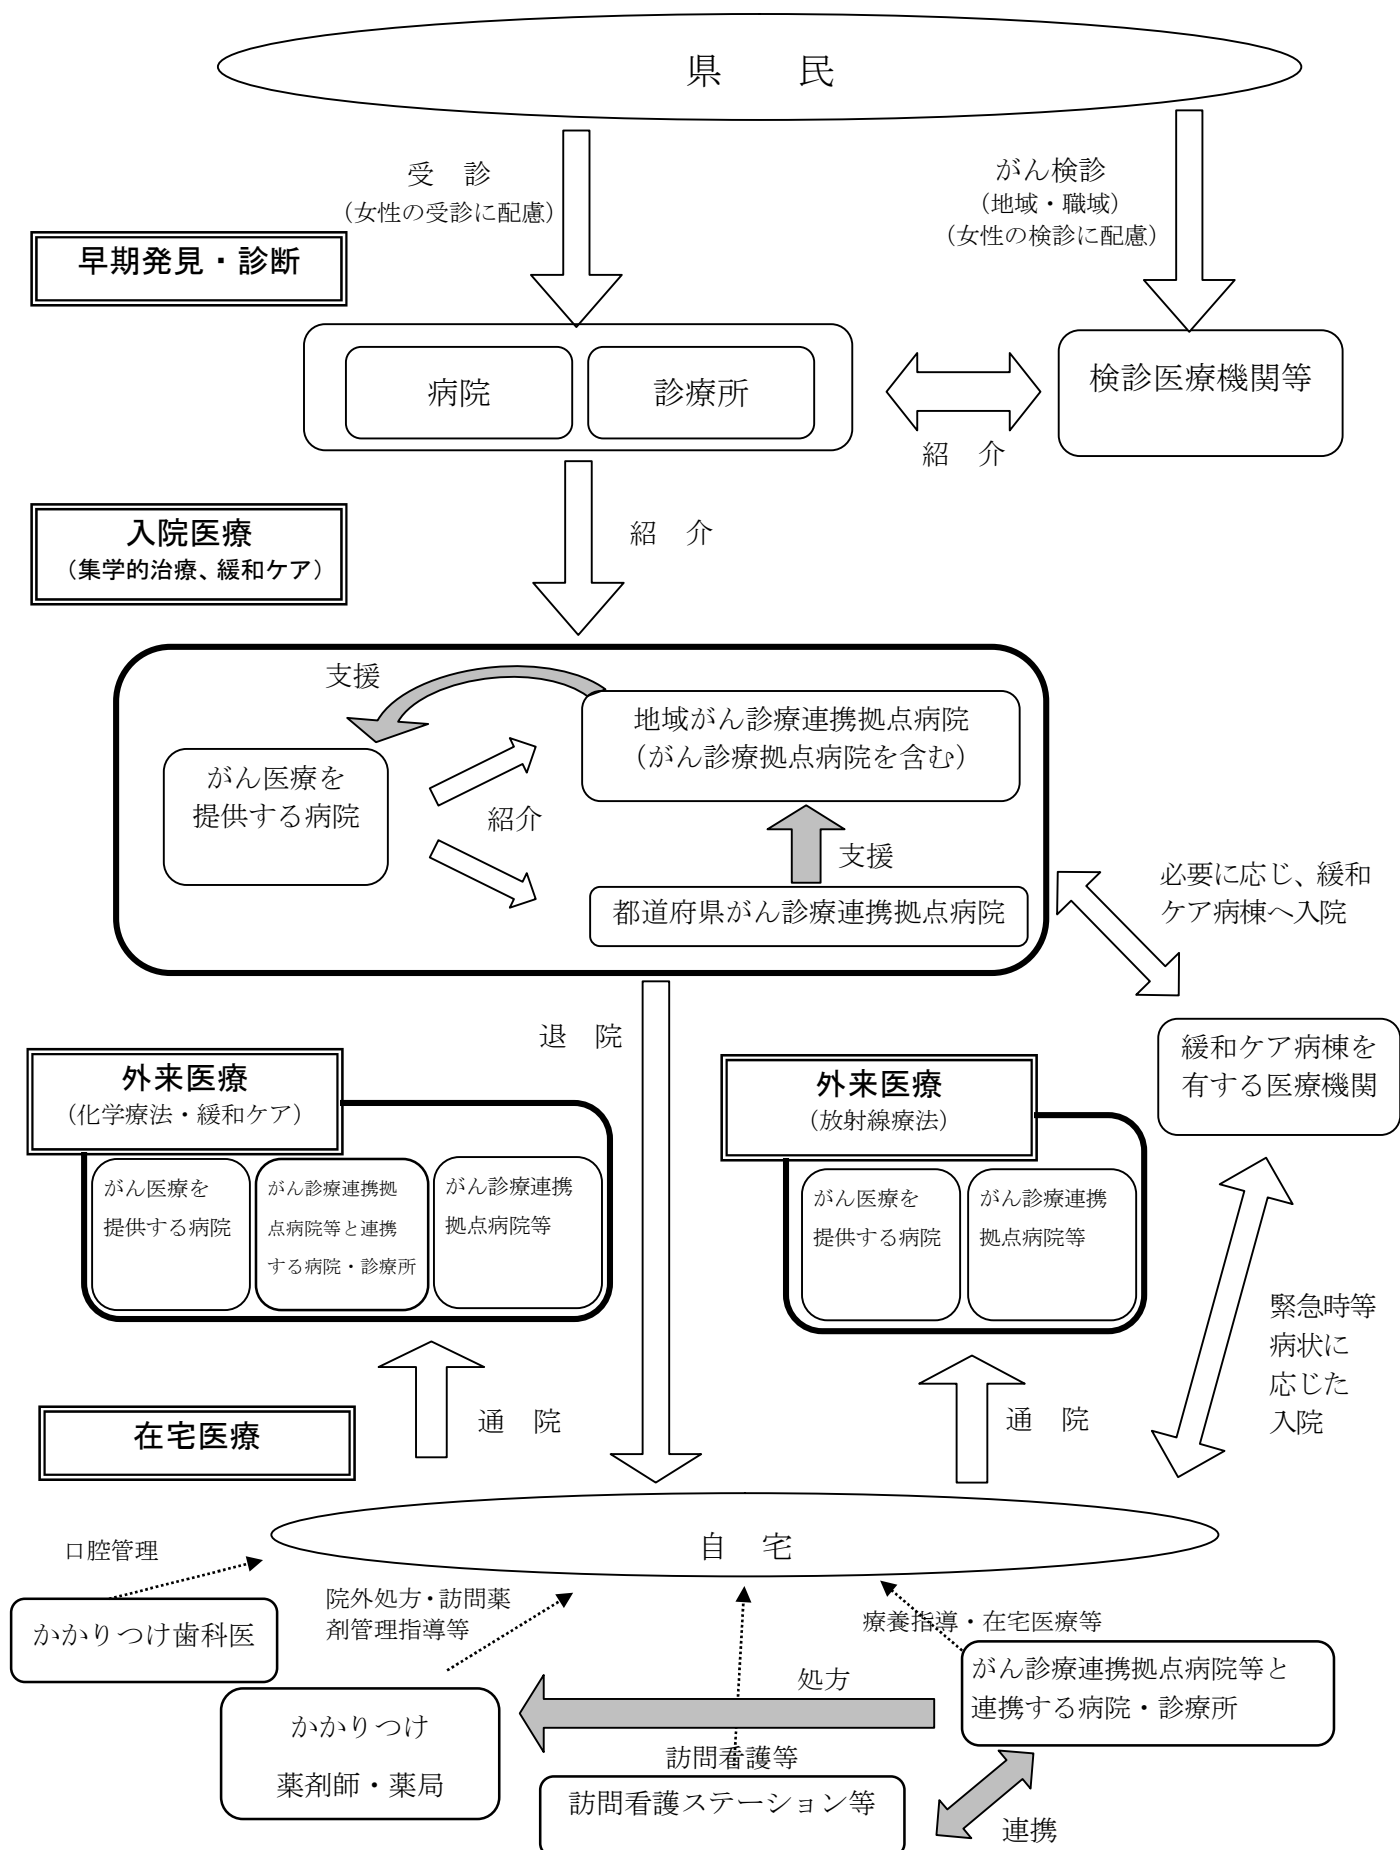 県　　民
受　診
（女性の受診に配慮）
がん検診
（地域・職域）
（女性の検診に配慮）
早期発見・診断
病院
診療所
検診医療機関等
紹　介
入院医療
（集学的治療、緩和ケア）
紹　介
支援
地域がん診療連携拠点病院
（がん診療拠点病院を含む）
がん医療を
提供する病院
紹介
支援
都道府県がん診療連携拠点病院
必要に応じ、緩和
ケア病棟へ入院
退　院
緩和ケア病棟を
有する医療機関
外来医療
（化学療法・緩和ケア）
がん医療を
提供する病院
がん診療連携拠
点病院等と連携
する病院・診療所
がん診療連携
拠点病院等
外来医療
（放射線療法）
がん医療を
提供する病院
がん診療連携
拠点病院等
緊急時等
病状に
応じた
入院
通　院
通　院
在宅医療
自　宅
口腔管理
かかりつけ歯科医
院外処方・訪問薬
剤管理指導等
療養指導・在宅医療等
がん診療連携拠点病院等と
連携する病院・診療所
処方
かかりつけ
薬剤師・薬局
訪問看護等
訪問看護ステーション等
連携